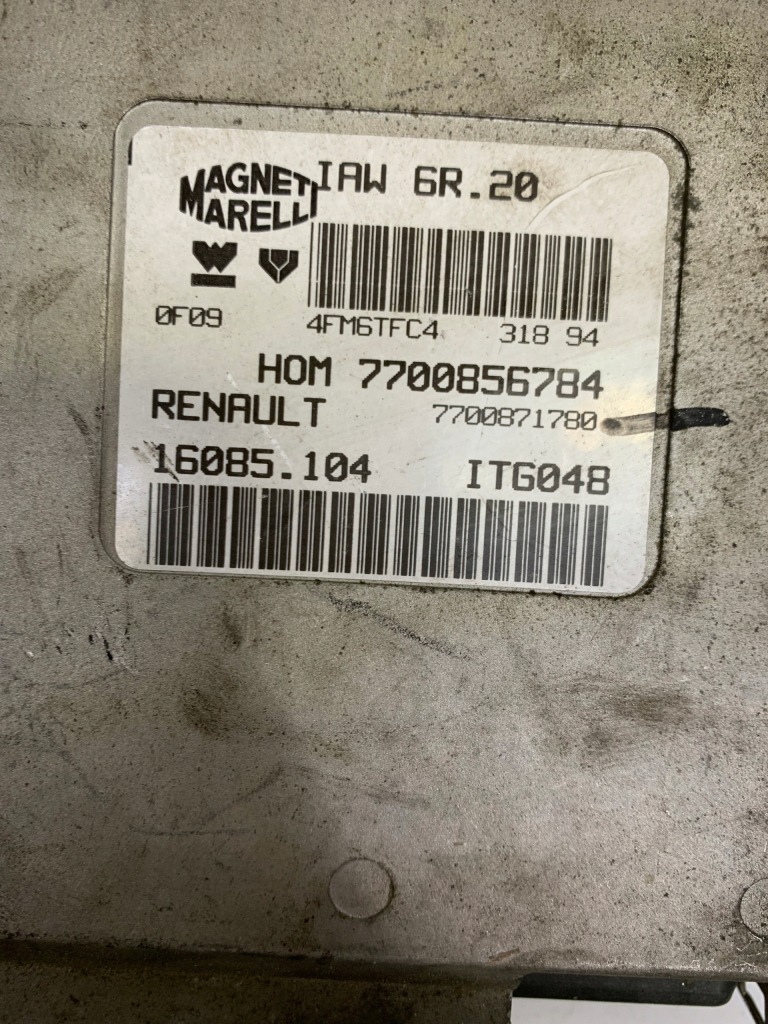 MAGNETI MARELLI IAW 6R.20
0F09 4FM6TFC4 318 94
HOM 7700856784
RENAULT 7700871780
16085.104 ITG048